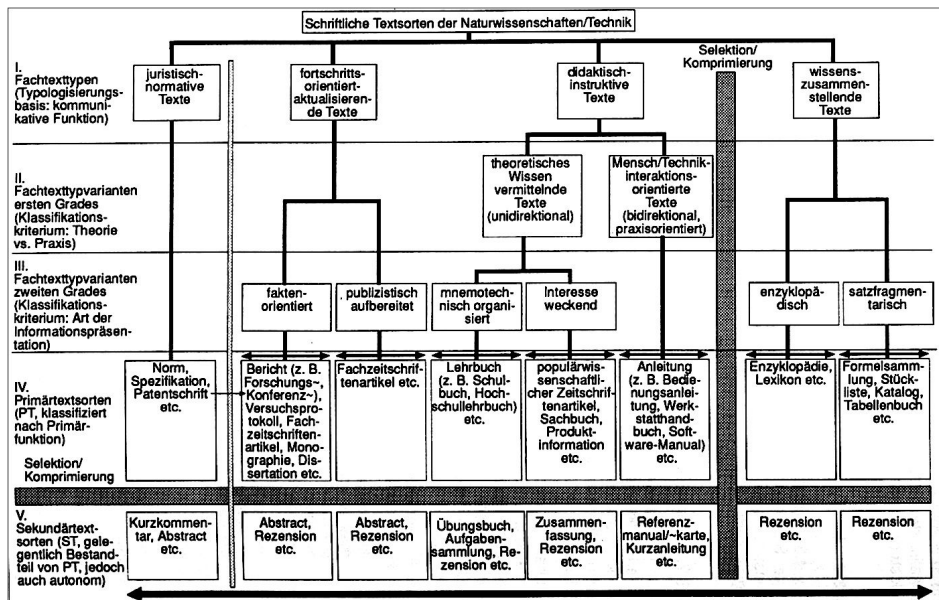 Schriftliche Textsorten der Naturwissenschaften/Technik
Selektion/
Komprimierung
I.
Fachtexttypen
(Typologisierungs-
basis: kommuni-
kative Funktion)
juristisch-
normative
Texte
fortschritts-
orientiert-
aktualisieren-
de Texte
didaktisch-
instruktive
Texte
wissens-
zusammen-
stellende
Texte
II.
Fachtexttypvarianten
ersten Grades
(Klassifikations-
kriterium: Theorie
vs. Praxis)
theoretisches
Wissen
vermittelnde
Texte
(unidirektional)
Mensch/Technik-
interaktions-
orientierte
Texte
(bidirektional,
praxisorientiert)
III.
Fachtexttypvarianten
zweiten Grades
(Klassifikations-
kriterium: Art der
Informationspräsen-
tation)
fakten-
orientiert
publizistisch
aufbereitet
mnemotech-
nisch organi-
siert
Interesse
weckend
enzyklopä-
disch
satzfragmen-
tarisch
IV.
Primärtextsorten
(PT, klassifiziert
nach Primär-
funktion)
Norm,
Spezifikation,
Patentschrift
etc.
Bericht (z. B.
Forschungs~,
Konferenz~),
Versuchspro-
tokoll, Fach-
zeitschriften-
artikel, Mono-
graphie, Dis-
sertation etc.
Fachzeitschrif-
tenartikel etc.
Lehrbuch
(z. B. Schul-
buch, Hoch-
schullehrbuch)
etc.
populärwis-
senschaftli-
cher Zeitschrif-
tenartikel,
Sachbuch,
Produkt-
information
etc.
Anleitung
(z. B. Bedie-
nungsanlei-
tung, Werk-
statthand-
buch, Soft-
ware-Manual)
etc.
Enzyklopädie,
Lexikon etc.
Formelsamm-
lung, Stück-
liste, Katalog,
Tabellenbuch
etc.
Selektion/
Komprimierung
V.
Sekundärtext-
sorten (ST, gele-
gentlich Bestand-
teil von PT, jedoch
auch autonom)
Kurzkommen-
tar, Abstract
etc.
Abstract,
Rezension
etc.
Abstract,
Rezension
etc.
Übungsbuch,
Aufgaben-
sammlung, Re-
zension etc.
Zusammen-
fassung,
Rezension
etc.
Referenz-
manual/~karte,
Kurzanleitung
etc.
Rezension
etc.
Rezension
etc.